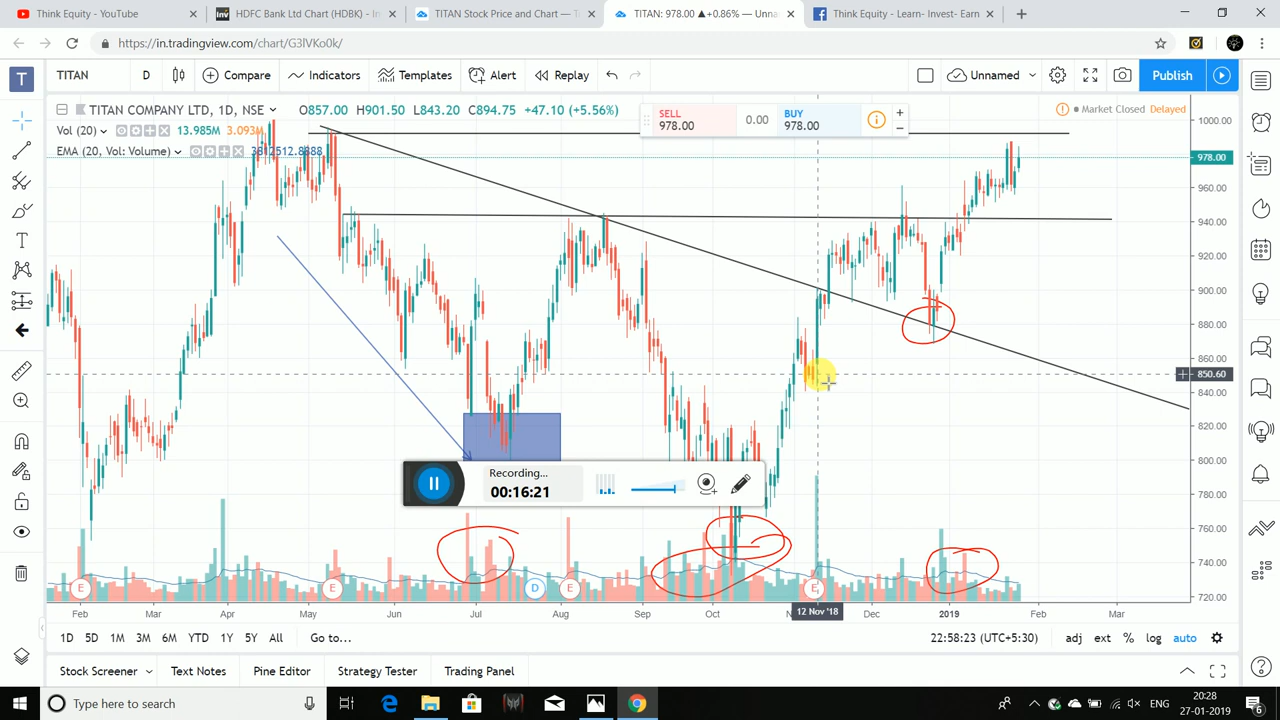 Think Equity - YouTube
HDFC Bank Ltd Chart (HDBK) - In
TITAN Stock Price and Chart — T
TITAN: 978.00 ▲+0.86% — Unna
Think Equity - Learn- Invest- Earn
https://in.tradingview.com/chart/G3lVKo0k/
T
TITAN
D
Compare
Indicators
Templates
Alert
Replay
Unnamed
Publish
TITAN COMPANY LTD, 1D, NSE
O857.00 H901.50 L843.20 C894.75 +47.10 (+5.56%)
SELL
978.00
0.00
BUY
978.00
Market Closed Delayed
Vol (20)
13.985M 3.093M
EMA (20, Vol: Volume)
1000.00
978.00
960.00
940.00
920.00
900.00
880.00
860.00
850.60
840.00
820.00
800.00
780.00
760.00
740.00
720.00
Recording...
00:16:21
E
E
D
E
E
Feb
Mar
Apr
May
Jun
Jul
Aug
Sep
Oct
12 Nov '18
Dec
2019
Feb
Mar
1D 5D 1M 3M 6M YTD 1Y 5Y All Go to...
22:58:23 (UTC+5:30)
adj ext % log auto
Stock Screener
Text Notes
Pine Editor
Strategy Tester
Trading Panel
Type here to search
ENG
20:28
27-01-2019
6